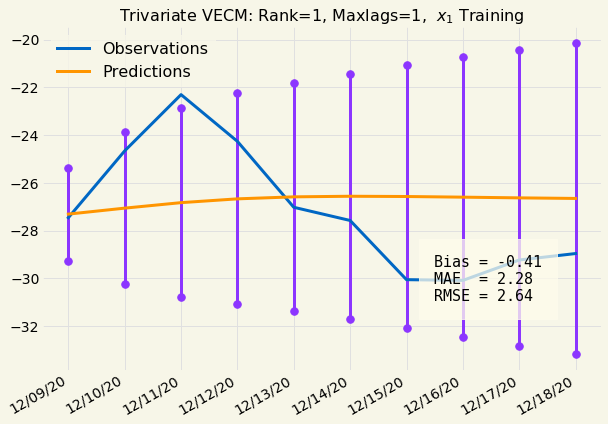 Trivariate VECM: Rank=1, Maxlags=1, x₁ Training
Observations
Predictions
−20
−22
−24
−26
−28
−30
−32
Bias = -0.41
MAE  = 2.28
RMSE = 2.64
12/09/20
12/10/20
12/11/20
12/12/20
12/13/20
12/14/20
12/15/20
12/16/20
12/17/20
12/18/20